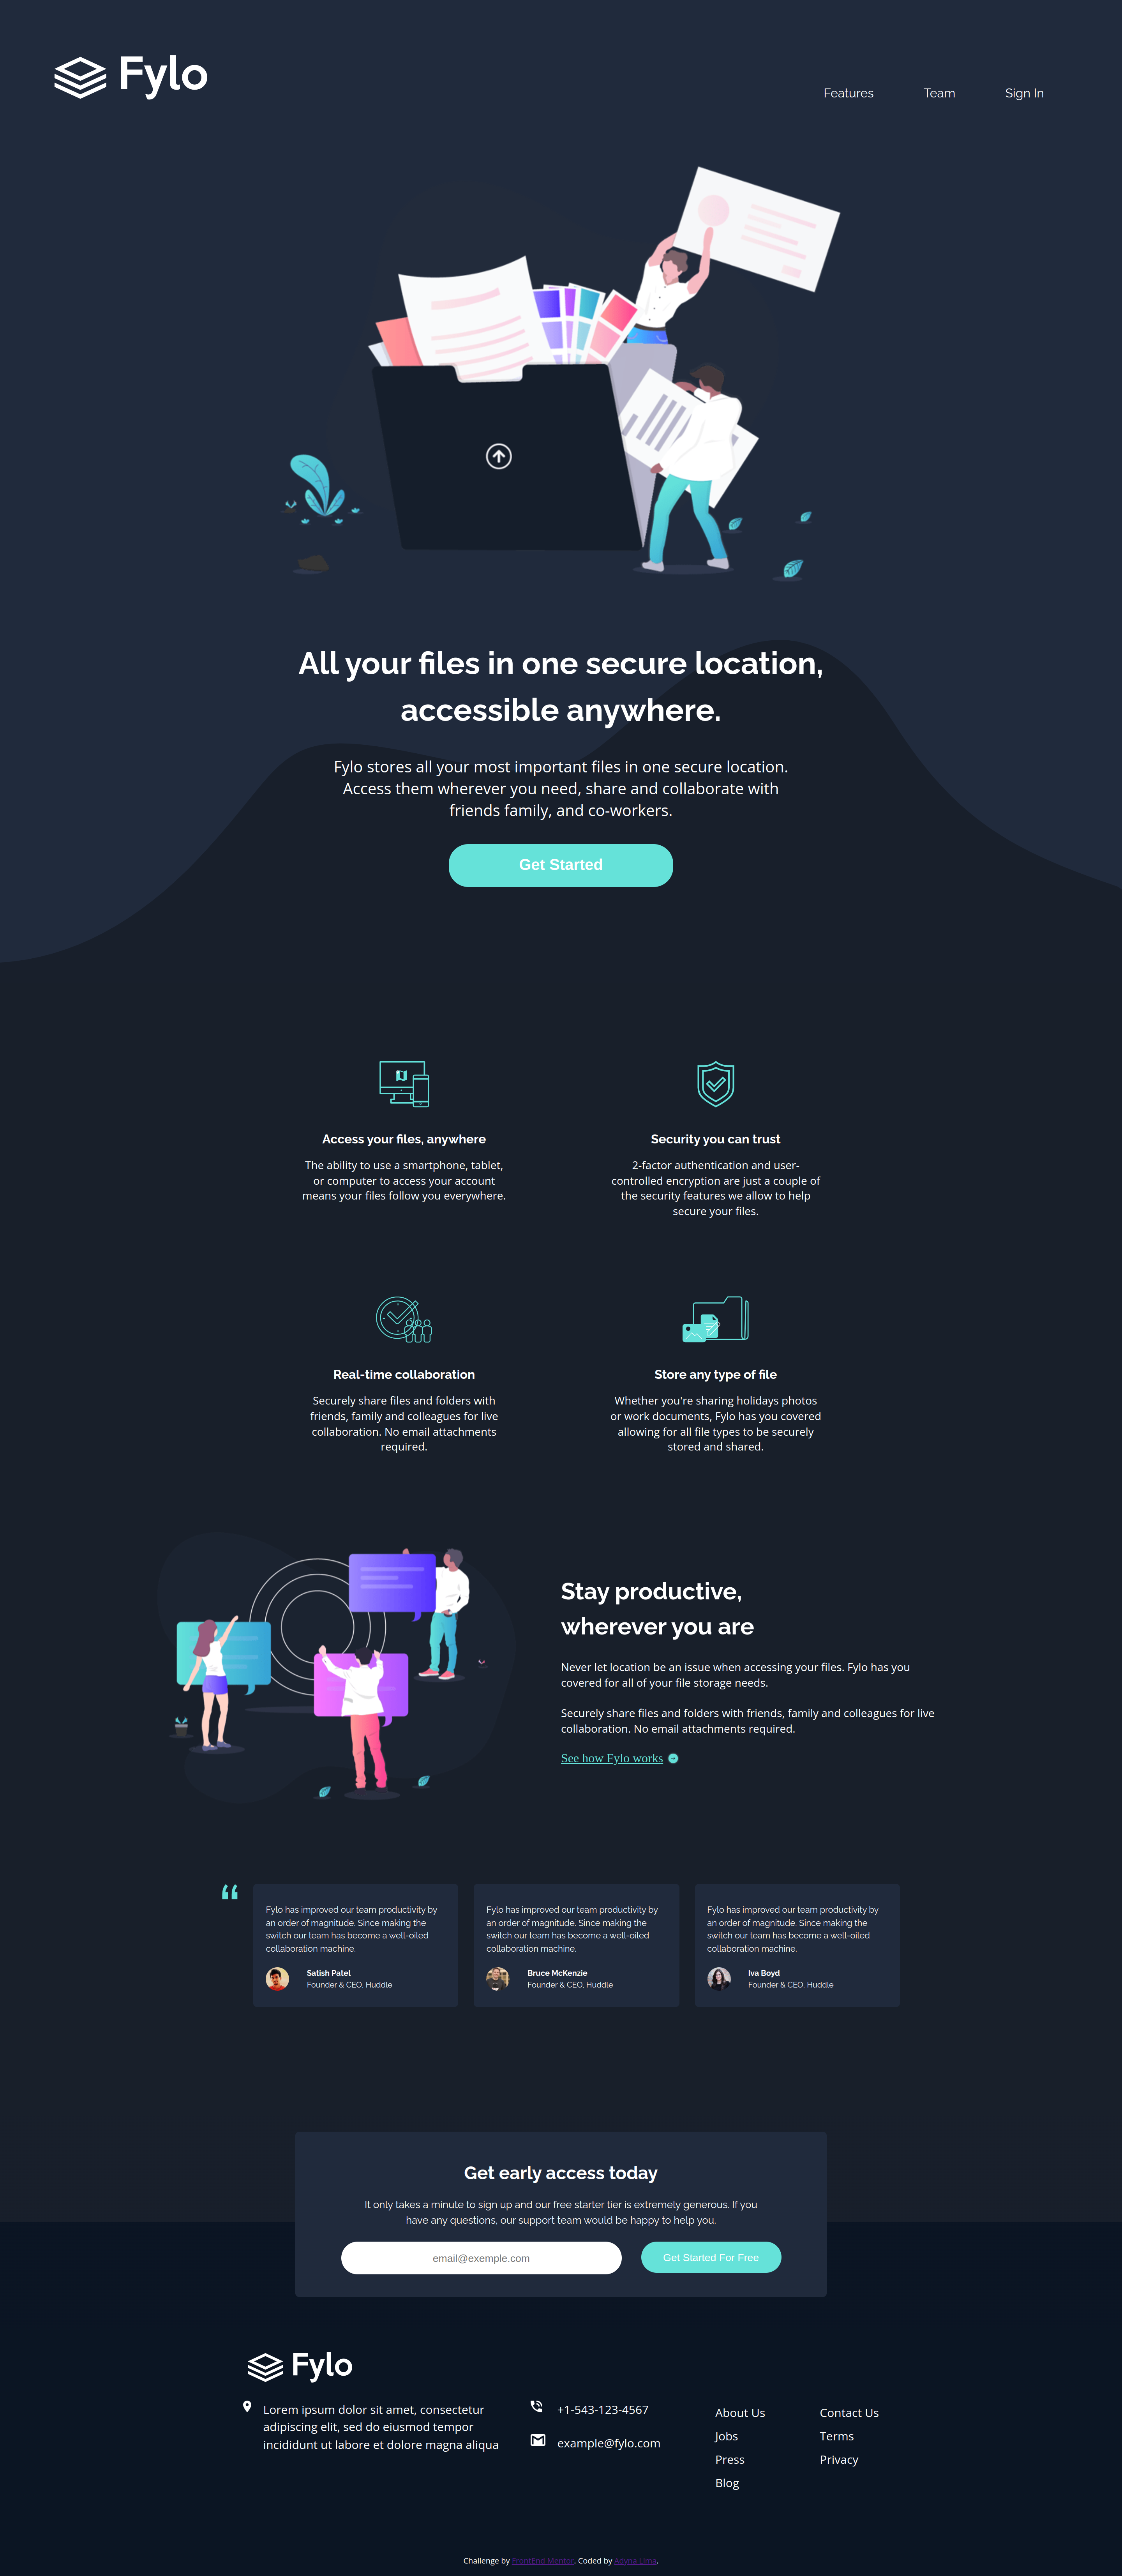 Fylo
Features
Team
Sign In
All your files in one secure location,
accessible anywhere.
Fylo stores all your most important files in one secure location.
Access them wherever you need, share and collaborate with
friends family, and co-workers.
Get Started
Access your files, anywhere
The ability to use a smartphone, tablet,
or computer to access your account
means your files follow you everywhere.
Security you can trust
2-factor authentication and user-
controlled encryption are just a couple of
the security features we allow to help
secure your files.
Real-time collaboration
Securely share files and folders with
friends, family and colleagues for live
collaboration. No email attachments
required.
Store any type of file
Whether you're sharing holidays photos
or work documents, Fylo has you covered
allowing for all file types to be securely
stored and shared.
Stay productive,
wherever you are
Never let location be an issue when accessing your files. Fylo has you
covered for all of your file storage needs.
Securely share files and folders with friends, family and colleagues for live
collaboration. No email attachments required.
See how Fylo works
Fylo has improved our team productivity by
an order of magnitude. Since making the
switch our team has become a well-oiled
collaboration machine.
Satish Patel
Founder & CEO, Huddle
Fylo has improved our team productivity by
an order of magnitude. Since making the
switch our team has become a well-oiled
collaboration machine.
Bruce McKenzie
Founder & CEO, Huddle
Fylo has improved our team productivity by
an order of magnitude. Since making the
switch our team has become a well-oiled
collaboration machine.
Iva Boyd
Founder & CEO, Huddle
Get early access today
It only takes a minute to sign up and our free starter tier is extremely generous. If you
have any questions, our support team would be happy to help you.
email@exemple.com
Get Started For Free
Fylo
Lorem ipsum dolor sit amet, consectetur
adipiscing elit, sed do eiusmod tempor
incididunt ut labore et dolore magna aliqua
+1-543-123-4567
example@fylo.com
About Us
Jobs
Press
Blog
Contact Us
Terms
Privacy
Challenge by FrontEnd Mentor. Coded by Adyna Lima.